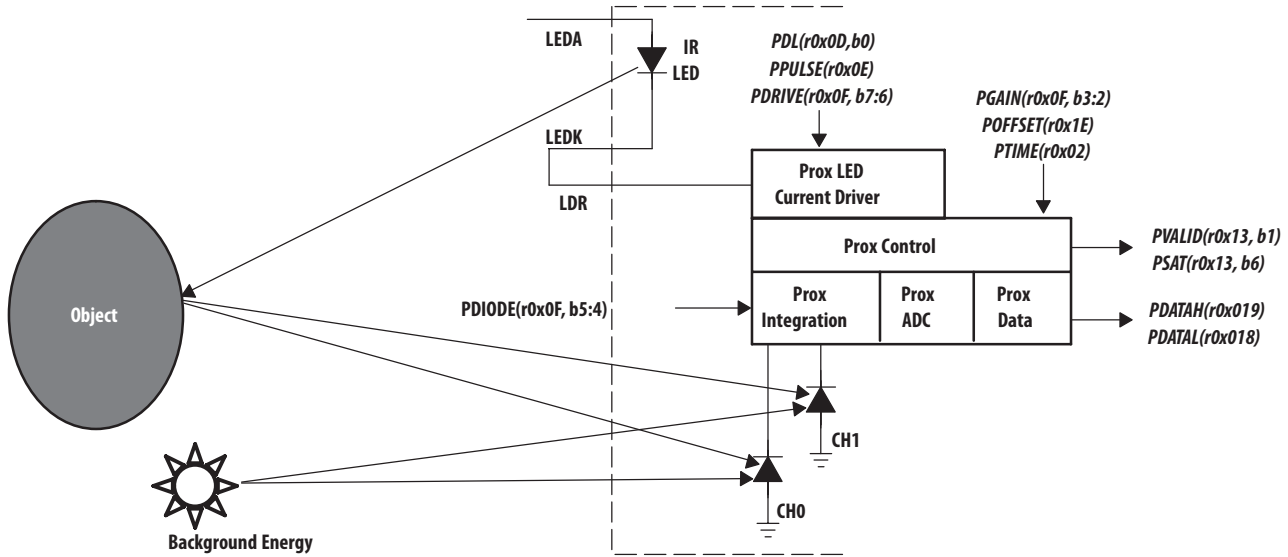 LEDA
IR
LED
LEDK
LDR
PDL(r0x0D,b0)
PPULSE(r0x0E)
PDRIVE(r0x0F, b7:6)
PGAIN(r0x0F, b3:2)
POFFSET(r0x1E)
PTIME(r0x02)
Prox LED
Current Driver
Prox Control
PVALID(r0x13, b1)
PSAT(r0x13, b6)
Object
PDIODE(r0x0F, b5:4)
Prox
Integration
Prox
ADC
Prox
Data
PDATAH(r0x019)
PDATAL(r0x018)
CH1
CH0
Background Energy